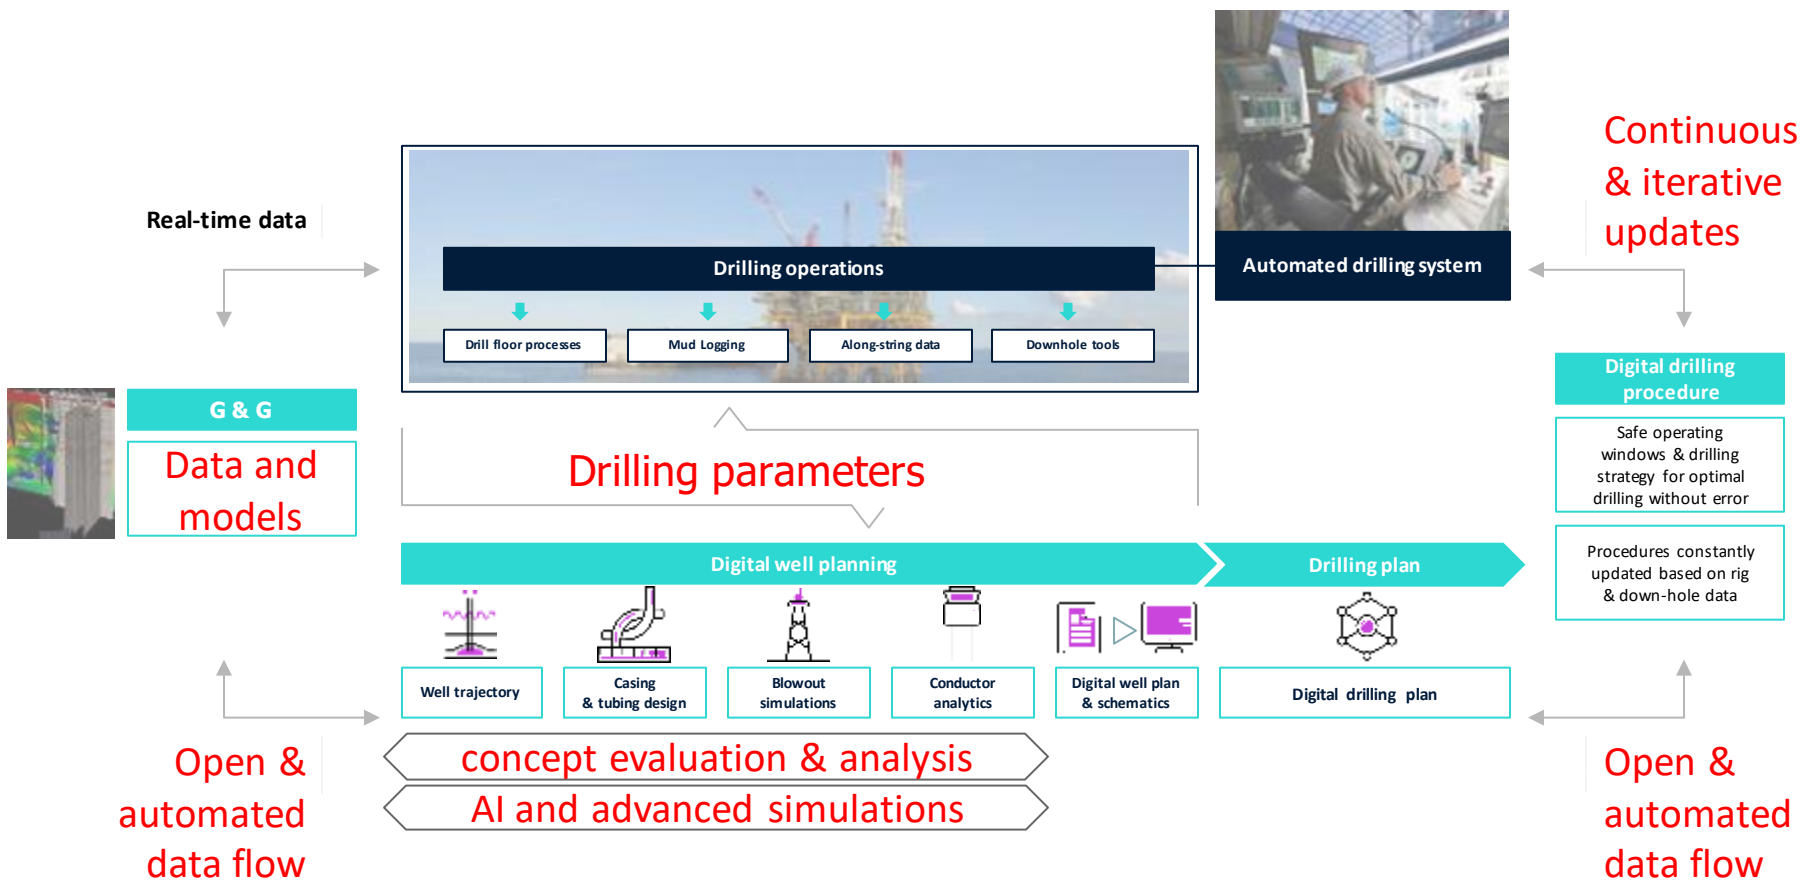 Continuous
& iterative
updates
Real-time data
Drilling operations
Automated drilling system
Drill floor processes
Mud Logging
Along-string data
Downhole tools
G & G
Data and
models
Drilling parameters
Digital drilling
procedure
Safe operating
windows & drilling
strategy for optimal
drilling without error
Procedures constantly
updated based on rig
& down-hole data
Digital well planning
Drilling plan
Well trajectory
Casing
& tubing design
Blowout
simulations
Conductor
analytics
Digital well plan
& schematics
Digital drilling plan
concept evaluation & analysis
AI and advanced simulations
Open &
automated
data flow
Open &
automated
data flow